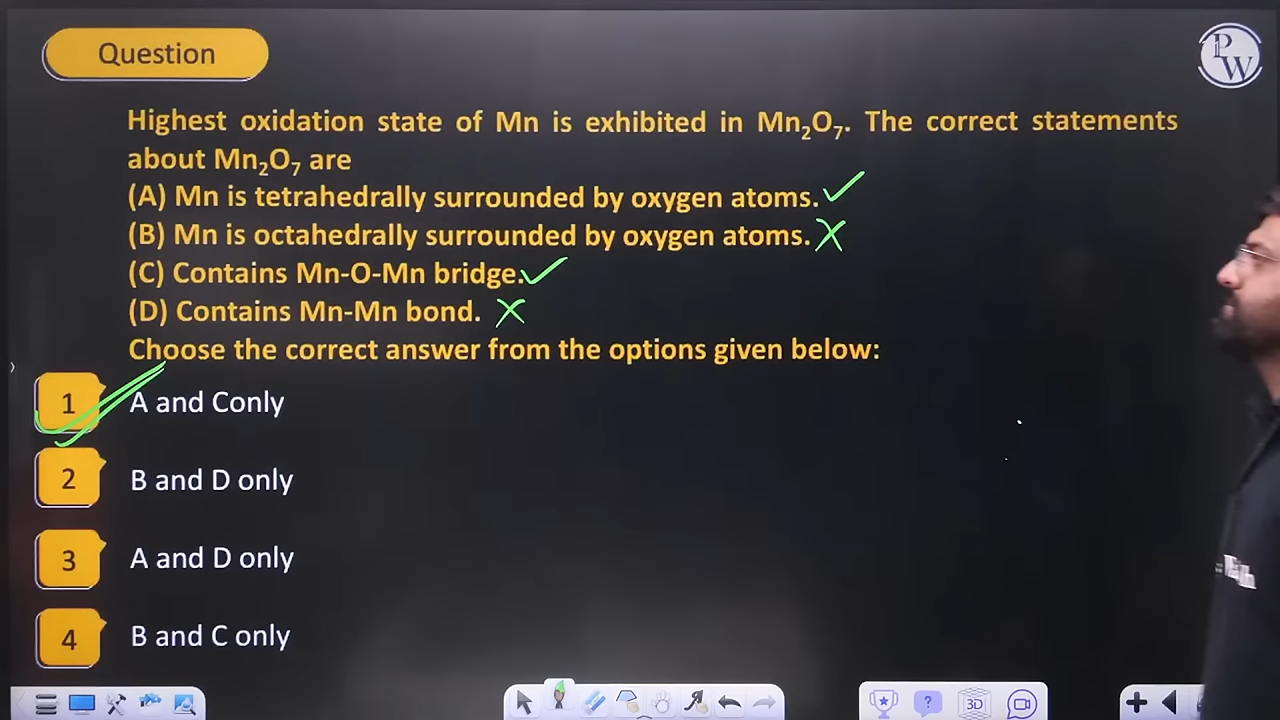 Question
PW
Highest oxidation state of Mn is exhibited in Mn₂O₇. The correct statements
about Mn₂O₇ are
(A) Mn is tetrahedrally surrounded by oxygen atoms.
(B) Mn is octahedrally surrounded by oxygen atoms.
(C) Contains Mn-O-Mn bridge.
(D) Contains Mn-Mn bond.
Choose the correct answer from the options given below:
1 A and Conly
2 B and D only
3 A and D only
4 B and C only
3D